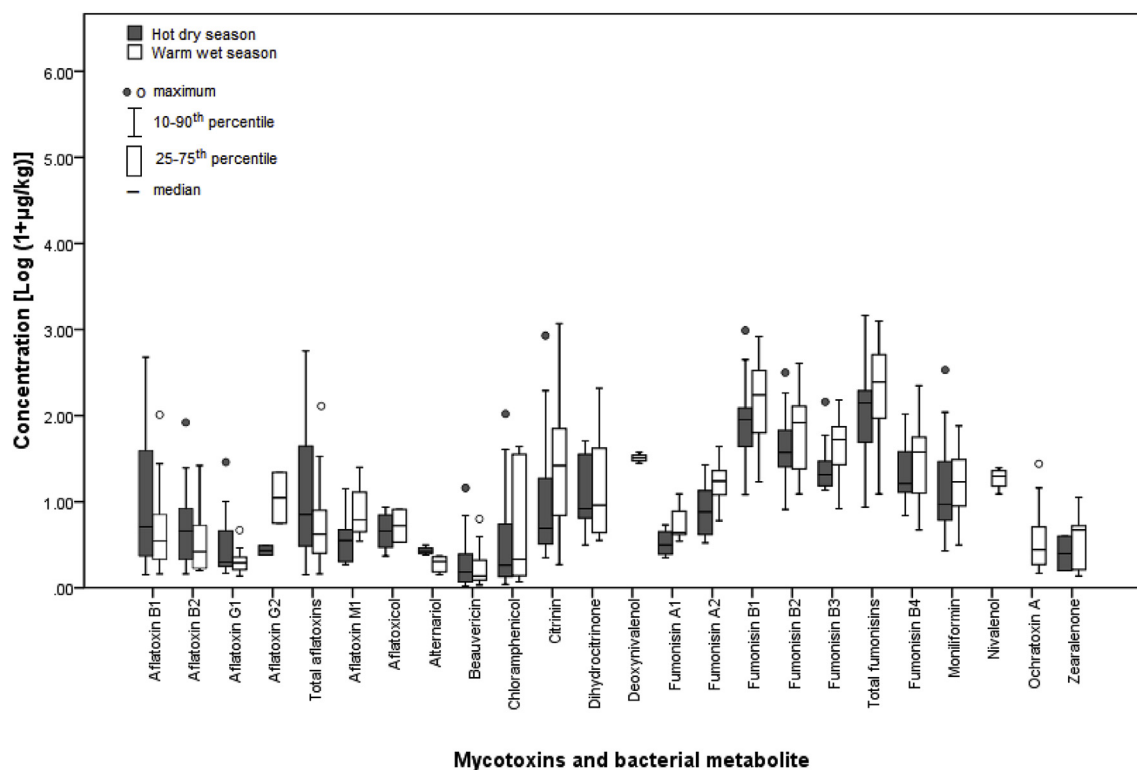 Hot dry season
Warm wet season
maximum
10-90th percentile
25-75th percentile
median
Concentration [Log (1+µg/kg)]
6.00
5.00
4.00
3.00
2.00
1.00
.00
Aflatoxin B1
Aflatoxin B2
Aflatoxin G1
Aflatoxin G2
Total aflatoxins
Aflatoxin M1
Aflatoxicol
Alternariol
Beauvericin
Chloramphenicol
Citrinin
Dihydrocitrinone
Deoxynivalenol
Fumonisin A1
Fumonisin A2
Fumonisin B1
Fumonisin B2
Fumonisin B3
Total fumonisins
Fumonisin B4
Moniliformin
Nivalenol
Ochratoxin A
Zearalenone
Mycotoxins and bacterial metabolite